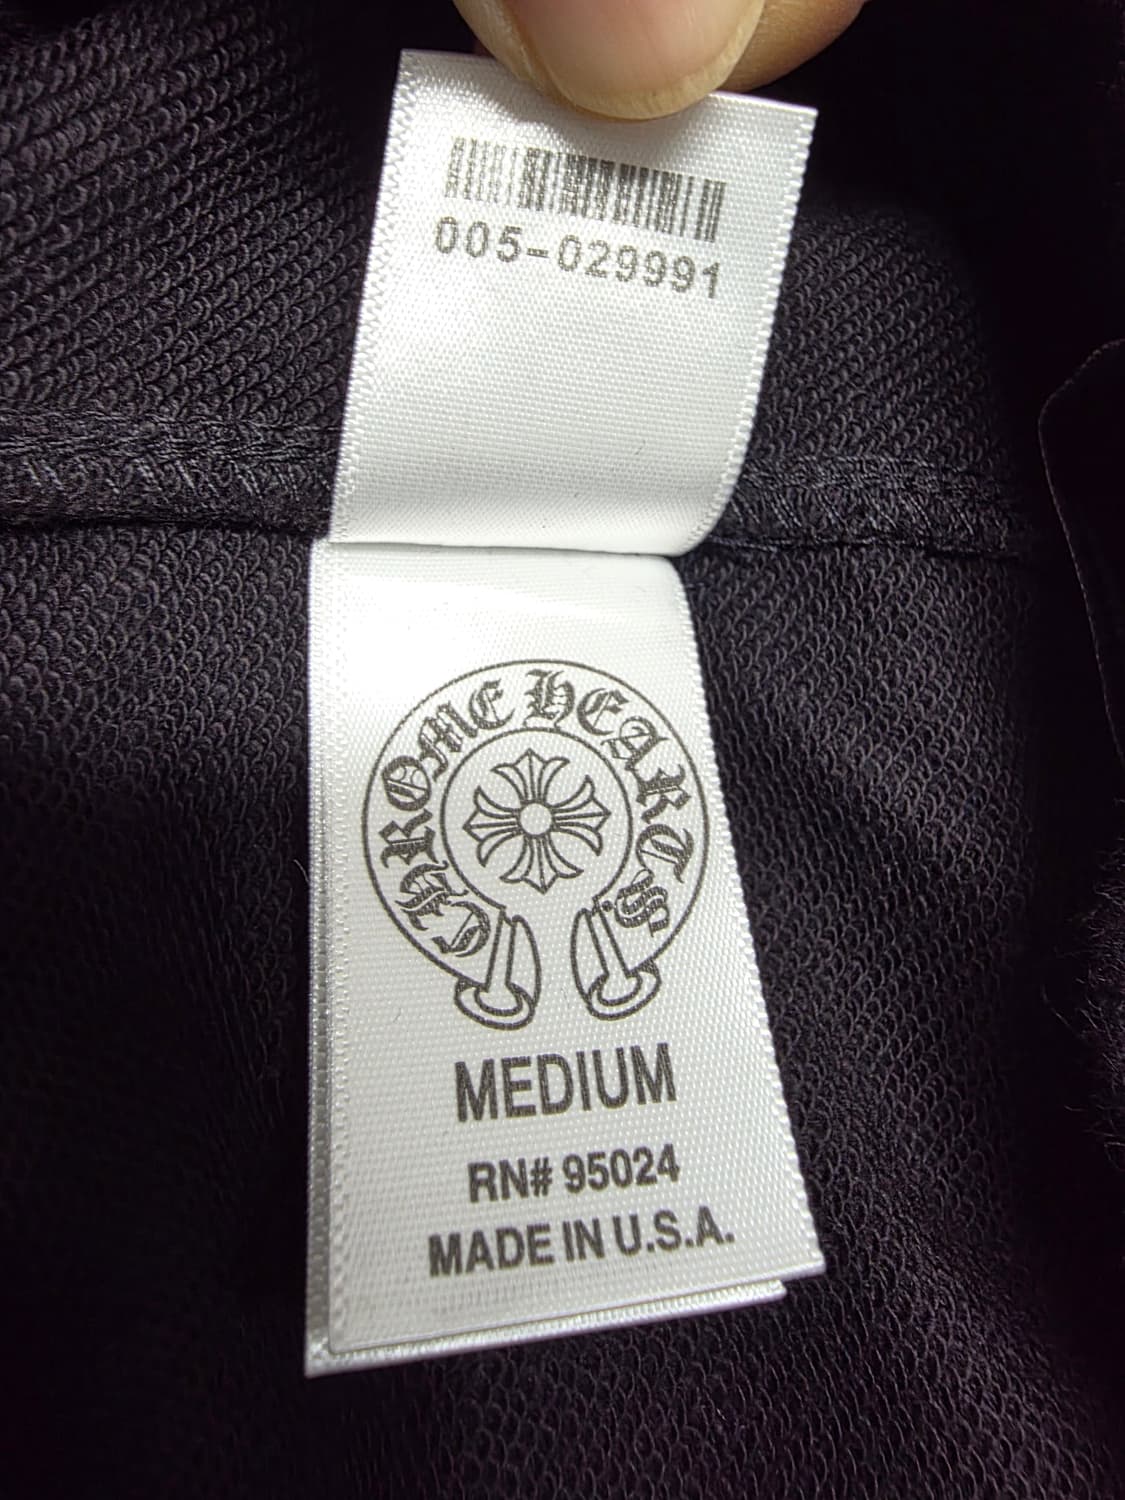 005-029991
CHROME HEARTS
MEDIUM
RN# 95024
MADE IN U.S.A.